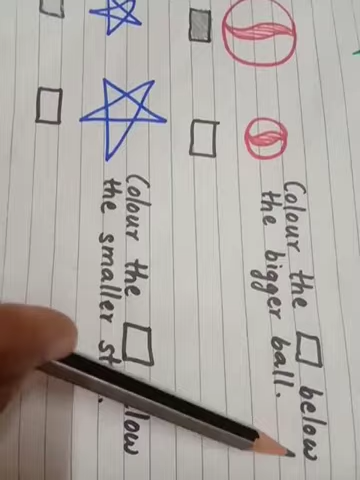 Colour the □ below
the bigger ball.
Colour the □
the smaller